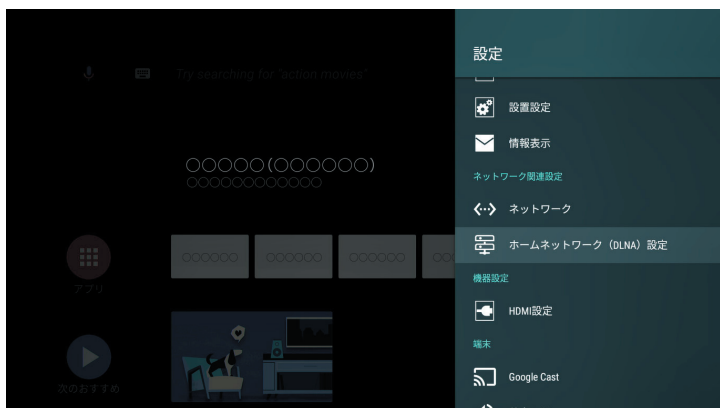 Try searching for "action movies"
○○○○○(○○○○○○)
○○○○○○○○○○○○
○○○○○○
○○○○○○
○○○○○○
アプリ
次のおすすめ
設定
設置設定
情報表示
ネットワーク関連設定
ネットワーク
ホームネットワーク（DLNA）設定
機器設定
HDMI設定
端末
Google Cast